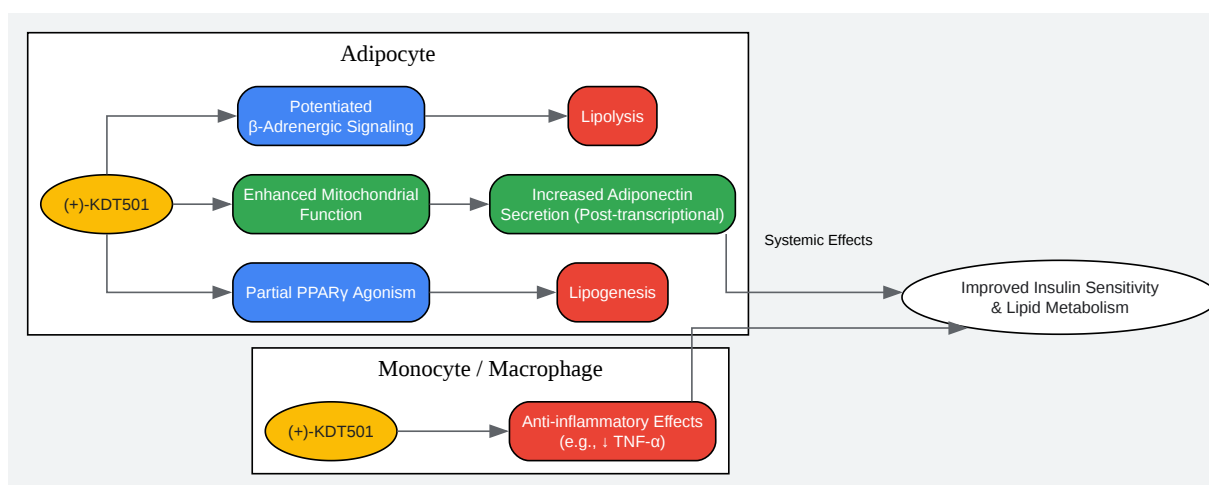 Adipocyte
Potentiated
β-Adrenergic Signaling
Lipolysis
(+)-KDT501
Enhanced Mitochondrial
Function
Increased Adiponectin
Secretion (Post-transcriptional)
Partial PPARγ Agonism
Lipogenesis
Systemic Effects
Improved Insulin Sensitivity
& Lipid Metabolism
Monocyte / Macrophage
(+)-KDT501
Anti-inflammatory Effects
(e.g., ↓ TNF-α)